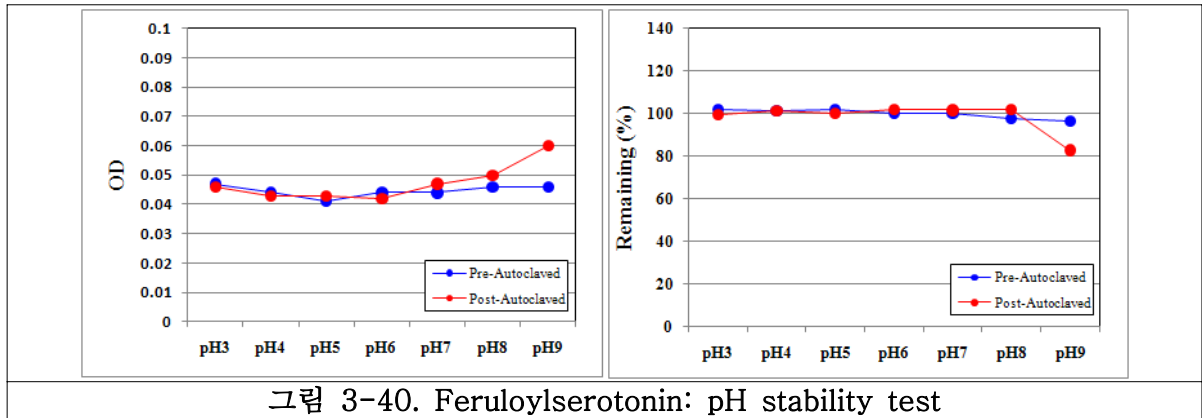 0.1
0.09
0.08
0.07
0.06
0.05
0.04
0.03
0.02
0.01
0
OD
pH3 pH4 pH5 pH6 pH7 pH8 pH9
Pre-Autoclaved
Post-Autoclaved
140
120
100
80
60
40
20
0
Remaining (%)
pH3 pH4 pH5 pH6 pH7 pH8 pH9
Pre-Autoclaved
Post-Autoclaved
그림 3-40. Feruloylserotonin: pH stability test